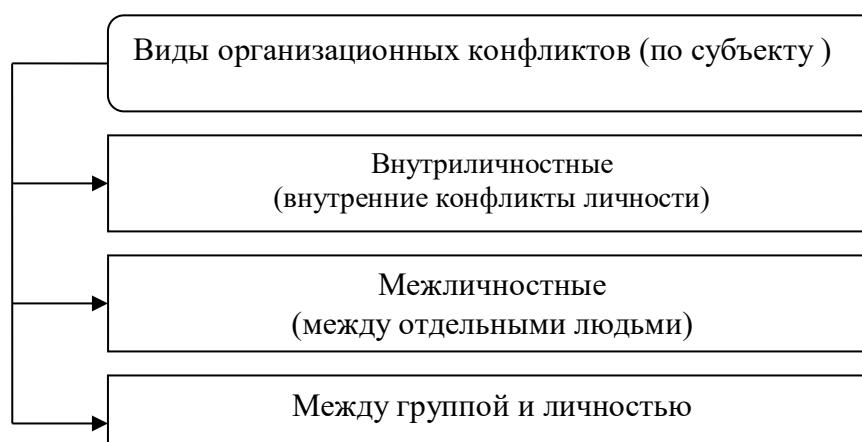 Виды организационных конфликтов (по субъекту )
Внутриличностные
(внутренние конфликты личности)
Межличностные
(между отдельными людьми)
Между группой и личностью